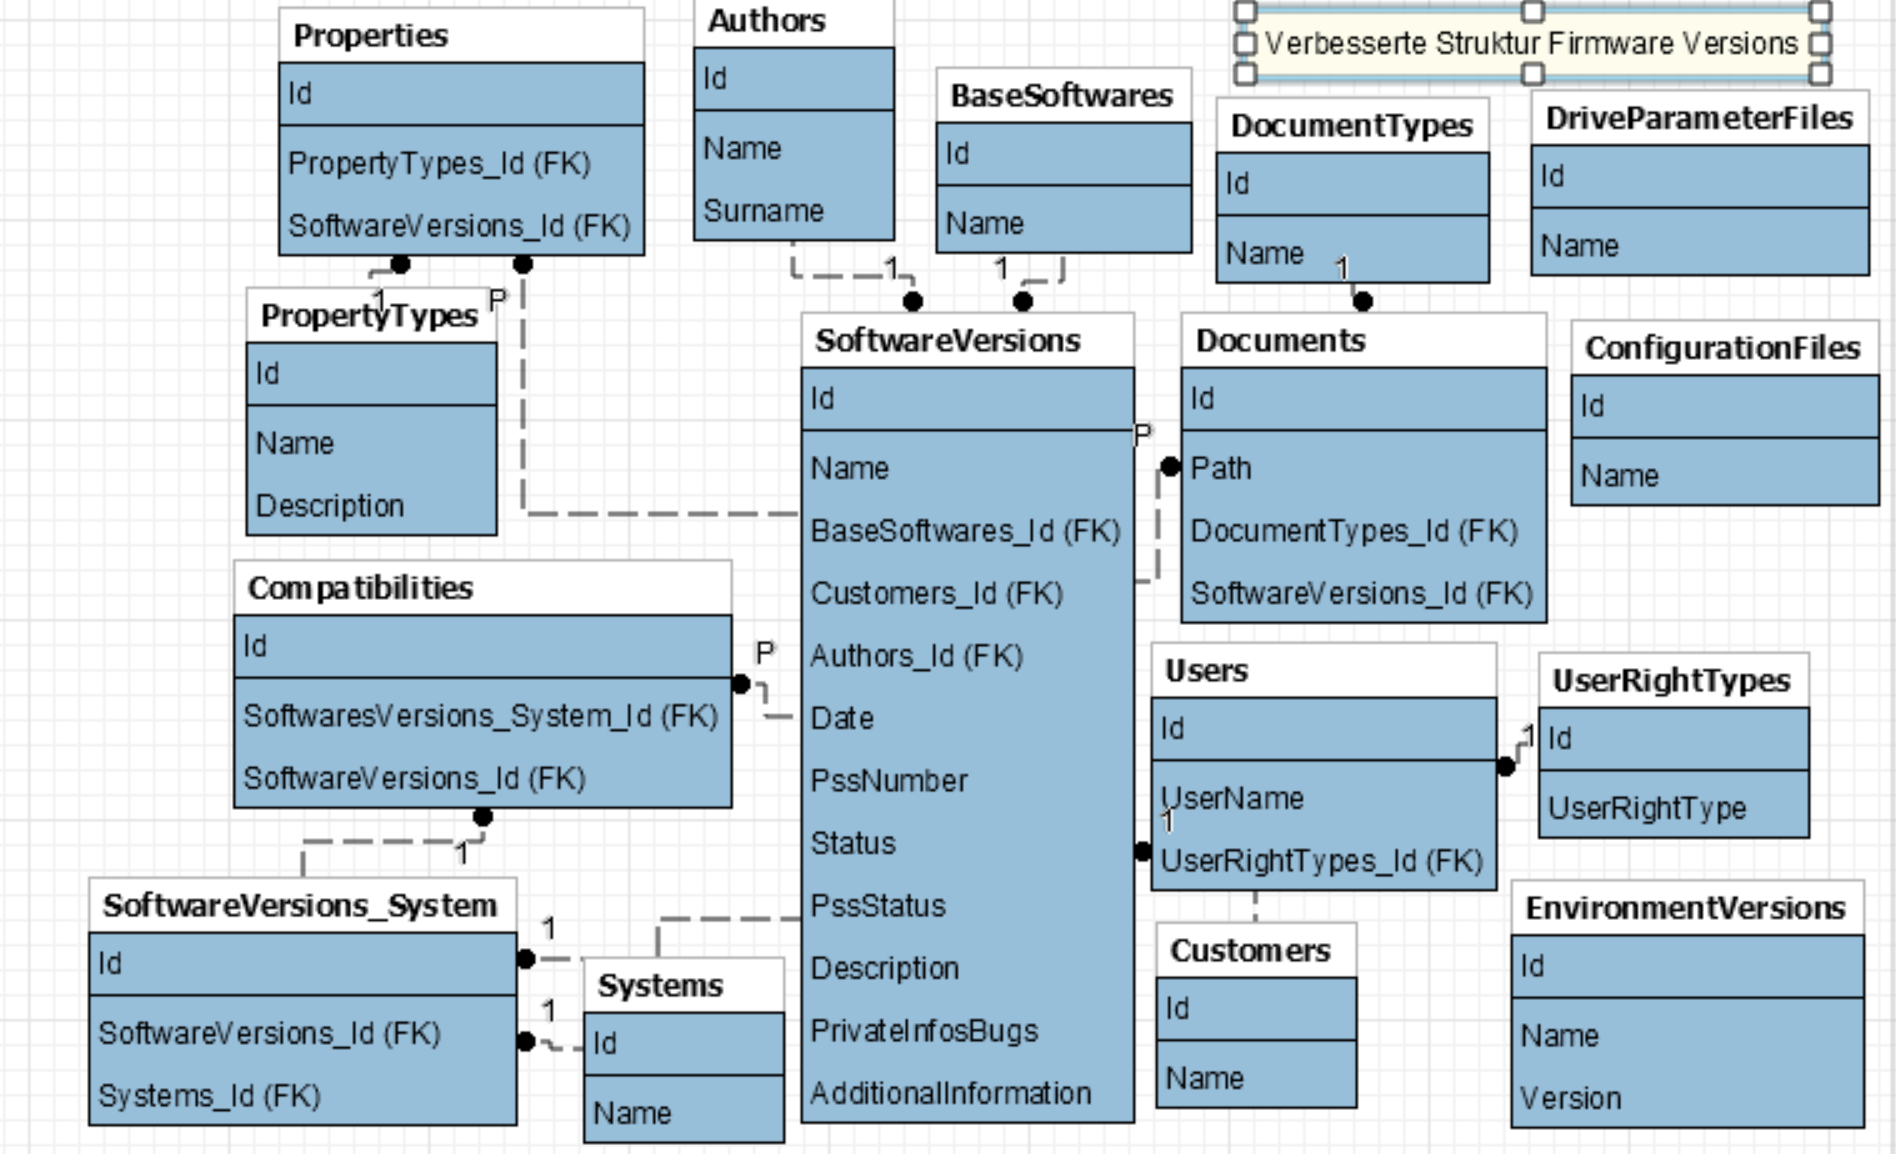 Verbesserte Struktur Firmware Versions
Properties
Id
PropertyTypes_Id (FK)
SoftwareVersions_Id (FK)
Authors
Id
Name
Surname
BaseSoftwares
Id
Name
DocumentTypes
Id
Name
1
DriveParameterFiles
Id
Name
1
P
1
1
PropertyTypes
Id
Name
Description
SoftwareVersions
Id
Name
BaseSoftwares_Id (FK)
Customers_Id (FK)
Authors_Id (FK)
Date
PssNumber
Status
PssStatus
Description
PrivateInfosBugs
AdditionalInformation
P
Documents
Id
Path
DocumentTypes_Id (FK)
SoftwareVersions_Id (FK)
ConfigurationFiles
Id
Name
Compatibilities
Id
SoftwaresVersions_System_Id (FK)
SoftwareVersions_Id (FK)
P
1
Users
Id
UserName
1
UserRightTypes_Id (FK)
1
UserRightTypes
Id
UserRightType
SoftwareVersions_System
Id
SoftwareVersions_Id (FK)
Systems_Id (FK)
1
1
Systems
Id
Name
Customers
Id
Name
EnvironmentVersions
Id
Name
Version